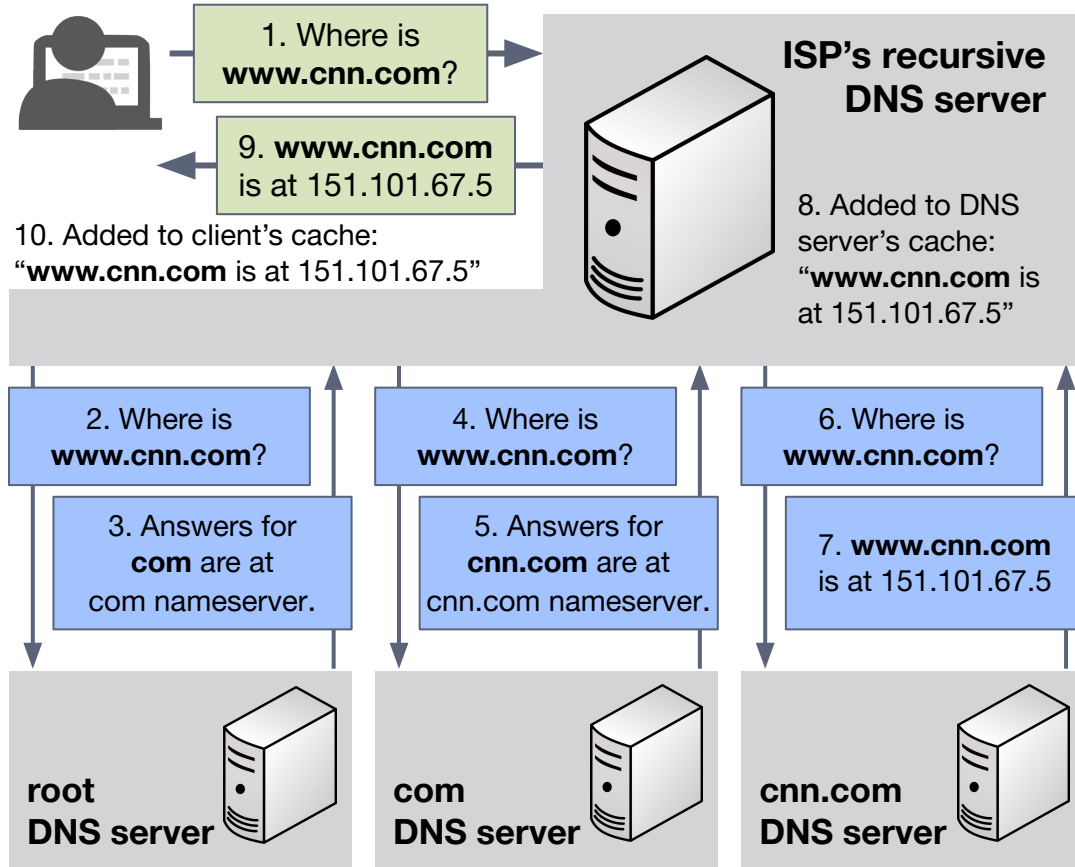 1. Where is
www.cnn.com?
ISP’s recursive
DNS server
9. www.cnn.com
is at 151.101.67.5
10. Added to client’s cache:
“www.cnn.com is at 151.101.67.5”
8. Added to DNS
server’s cache:
“www.cnn.com is
at 151.101.67.5”
2. Where is
www.cnn.com?
3. Answers for
com are at
com nameserver.
4. Where is
www.cnn.com?
5. Answers for
cnn.com are at
cnn.com nameserver.
6. Where is
www.cnn.com?
7. www.cnn.com
is at 151.101.67.5
root
DNS server
com
DNS server
cnn.com
DNS server